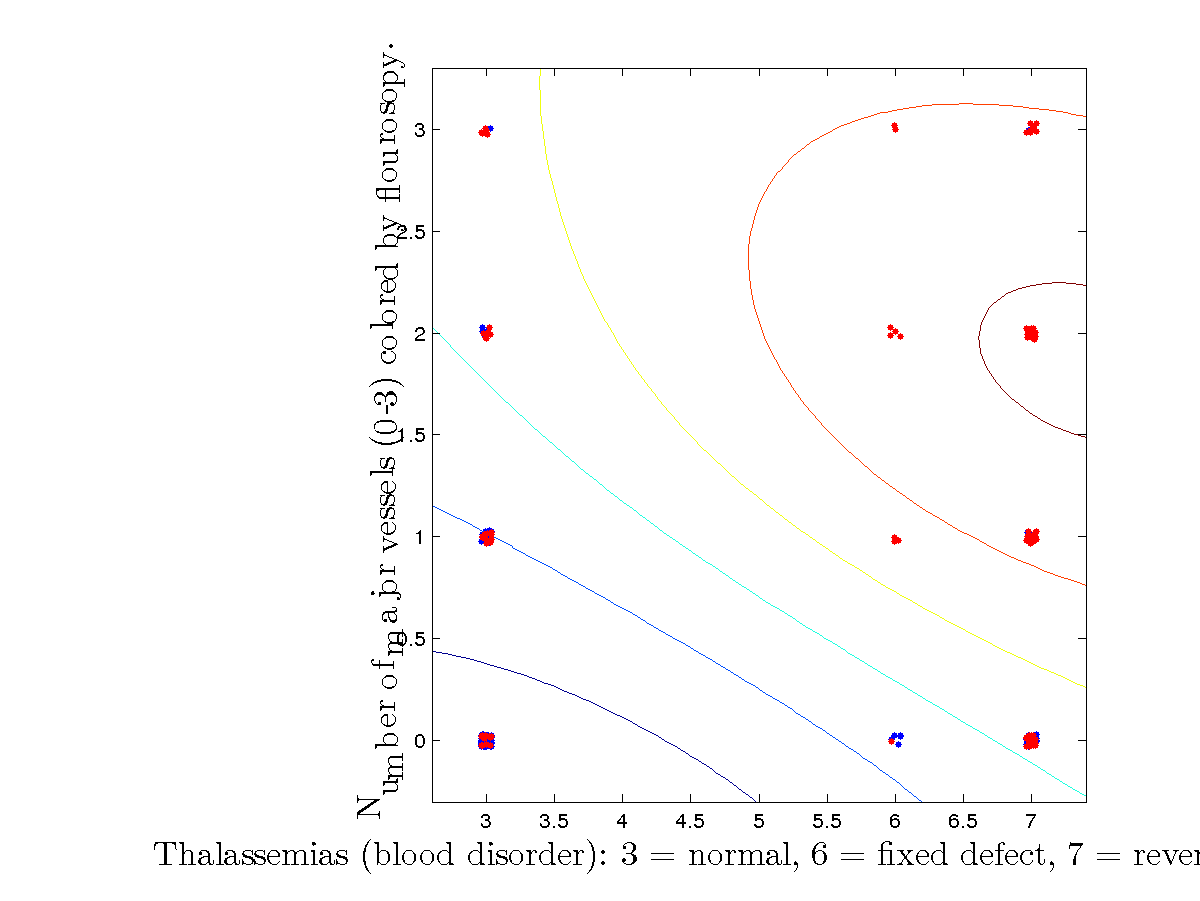 Number of major vessels (0-3) colored by flourosopy.
3
2.5
2
1.5
1
0.5
0
3 3.5 4 4.5 5 5.5 6 6.5 7
Thalassemias (blood disorder): 3 = normal, 6 = fixed defect, 7 =